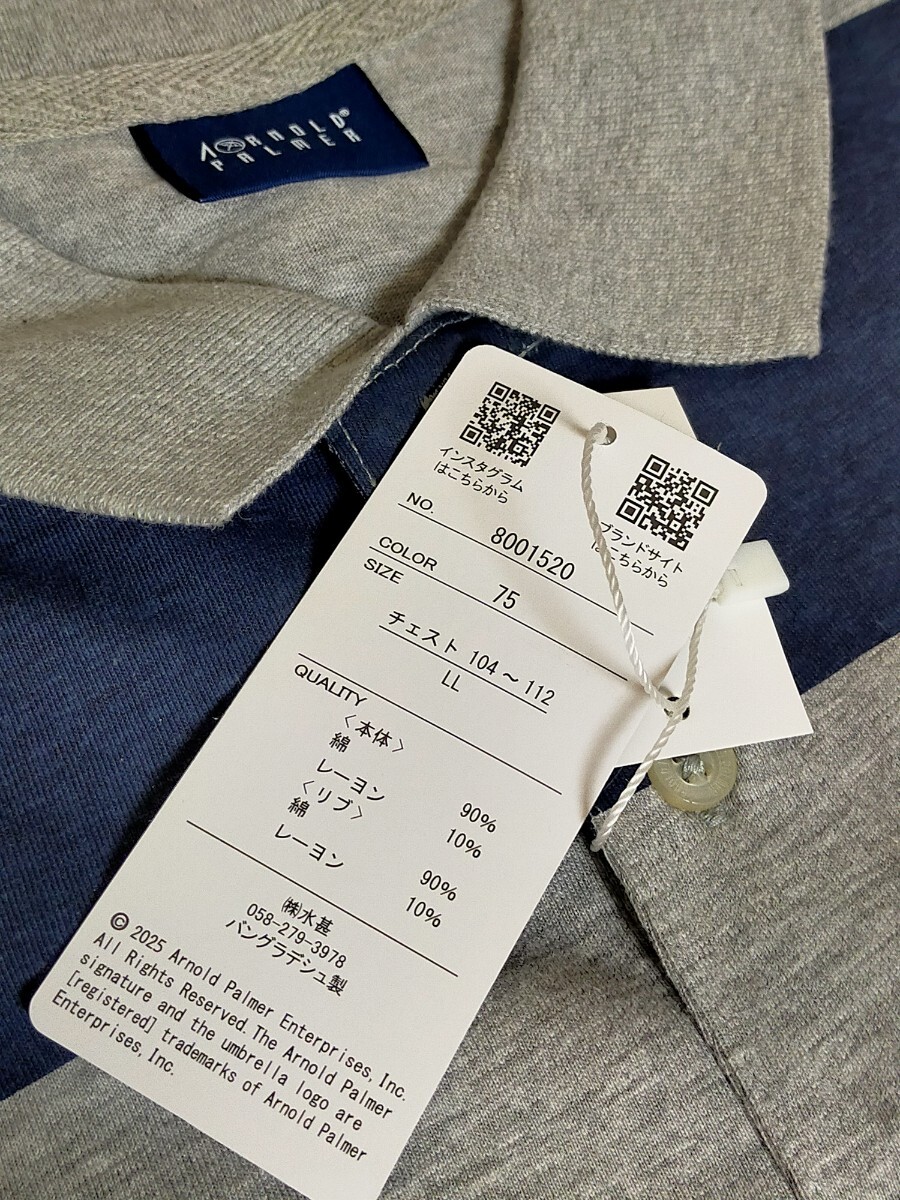 ARNOLD®
PALMER
インスタグラム
はこちらから
ブランドサイト
はこちらから
NO.
8001520
COLOR
75
SIZE
チェスト 104～112
LL
QUALITY
〈本体〉
綿 90%
レーヨン 10%
〈リブ〉
綿 90%
レーヨン 10%
㈱水甚
058-279-3978
バングラデシュ製
© 2025 Arnold Palmer Enterprises, Inc.
All Rights Reserved. The Arnold Palmer
signature and the umbrella logo are
[registered] trademarks of Arnold Palmer
Enterprises, Inc.